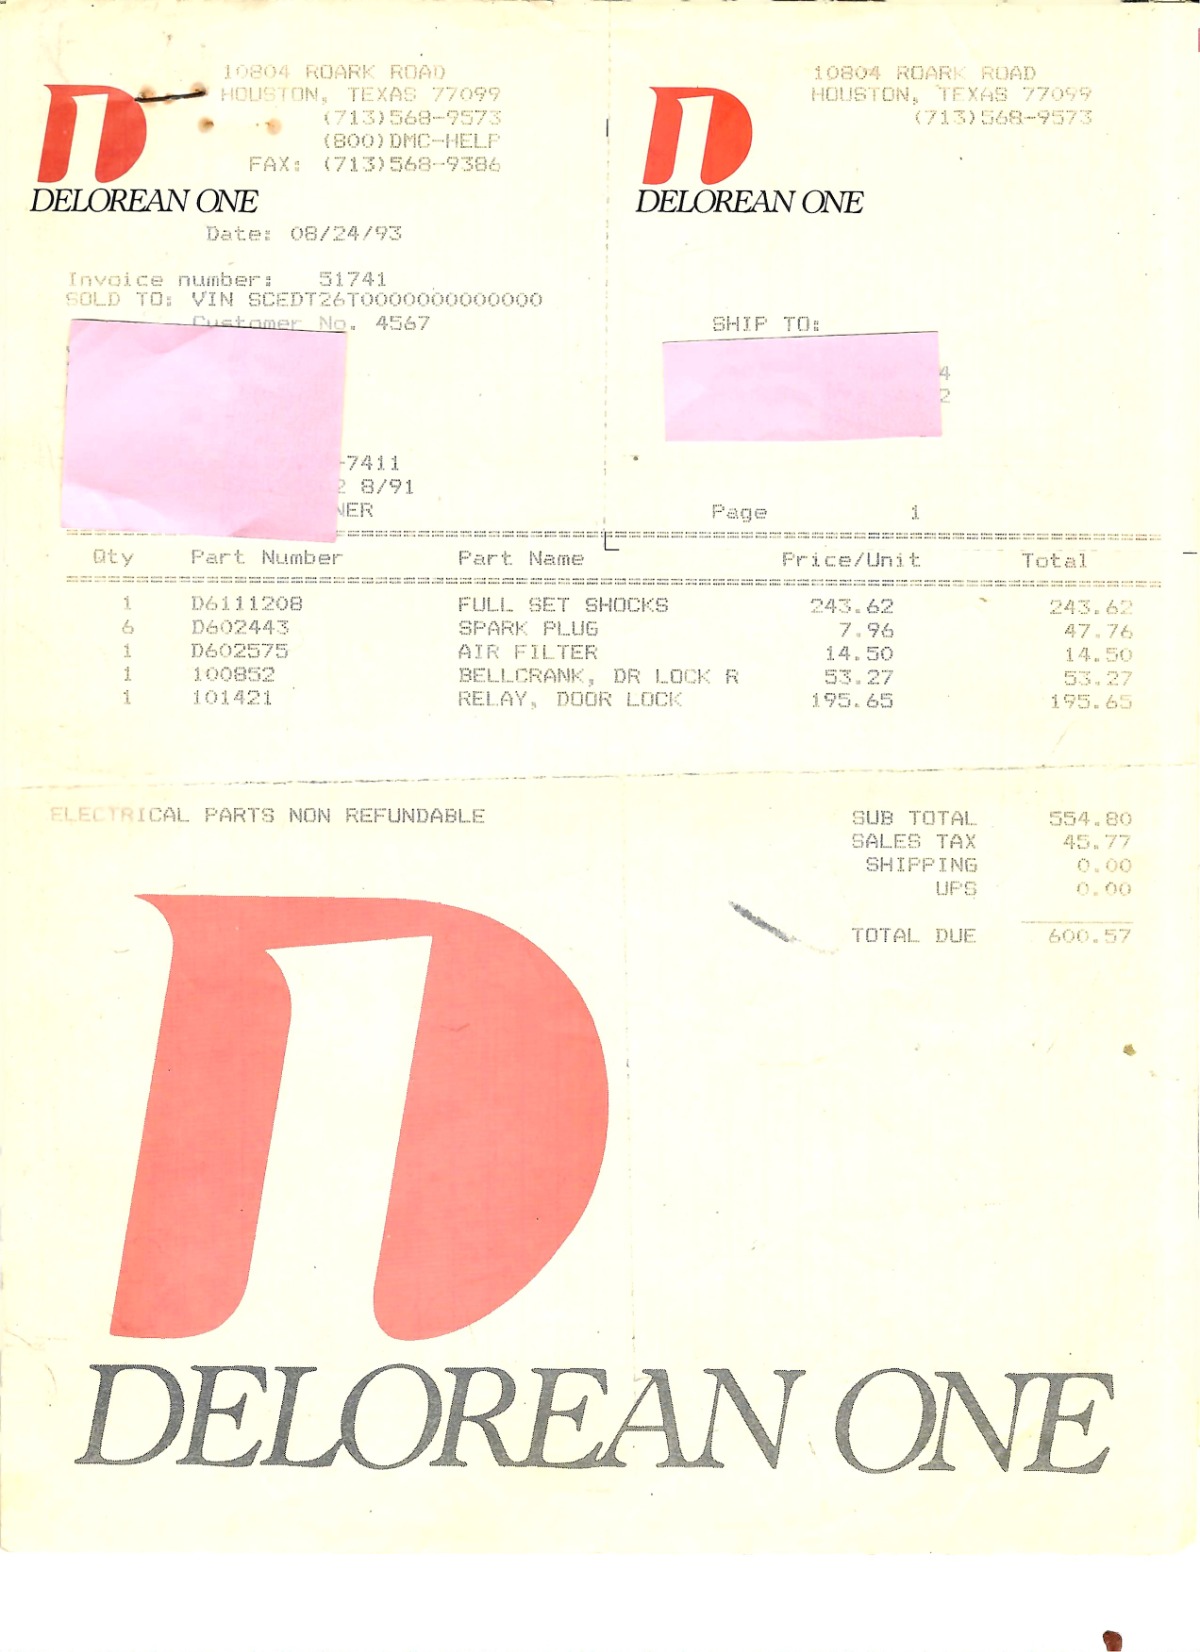 10804 ROARK ROAD
HOUSTON, TEXAS 77099
(713)568-9573
(800)DMC-HELP
FAX: (713)568-9386
DELOREAN ONE
10804 ROARK ROAD
HOUSTON, TEXAS 77099
(713)568-9573
DELOREAN ONE
Date: 08/24/93
Invoice number: 51741
SOLD TO: VIN SCEDT26T0000000000000
Customer No. 4567
SHIP TO:
4
2
-7411
2 8/91
NER
Page 1
Qty Part Number Part Name Price/Unit Total
1 D6111208 FULL SET SHOCKS 243.62 243.62
6 D602443 SPARK PLUG 7.96 47.76
1 D602575 AIR FILTER 14.50 14.50
1 100852 BELLCRANK, DR LOCK R 53.27 53.27
1 101421 RELAY, DOOR LOCK 195.65 195.65
ELECTRICAL PARTS NON REFUNDABLE SUB TOTAL 554.80
SALES TAX 45.77
SHIPPING 0.00
UPS 0.00
TOTAL DUE 600.57
DELOREAN ONE